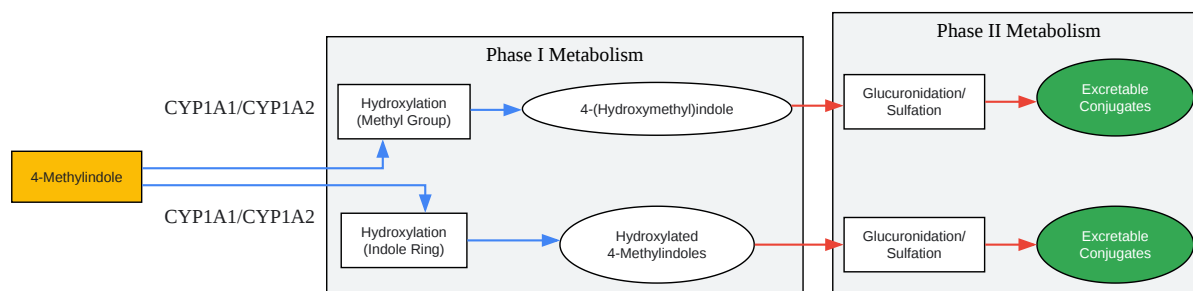 Phase II Metabolism
Phase I Metabolism
CYP1A1/CYP1A2
Hydroxylation
(Methyl Group)
4-(Hydroxymethyl)indole
Glucuronidation/
Sulfation
Excretable
Conjugates
4-Methylindole
CYP1A1/CYP1A2
Hydroxylation
(Indole Ring)
Hydroxylated
4-Methylindoles
Glucuronidation/
Sulfation
Excretable
Conjugates